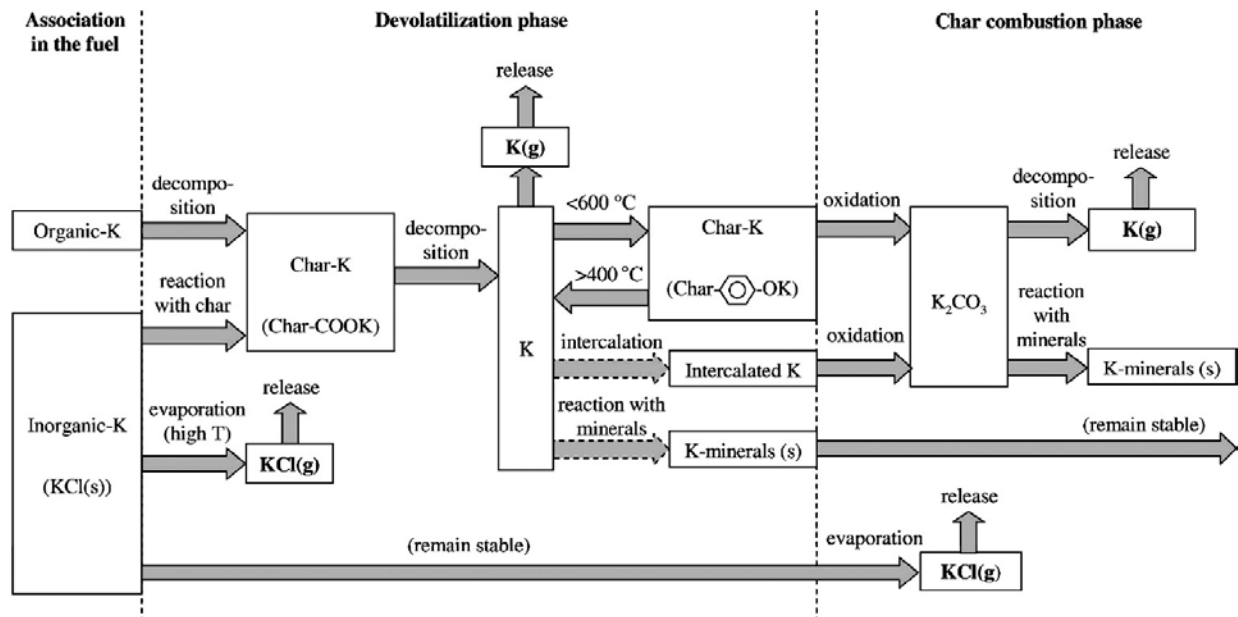 Association
in the fuel
Devolatilization phase
Char combustion phase
release
K(g)
release
decompo-
sition
<600 °C
oxidation
decompo-
sition
K(g)
Organic-K
Char-K
(Char-COOK)
decompo-
sition
Char-K
(Char- -OK)
>400 °C
reaction
with char
K
K₂CO₃
reaction
with
minerals
intercalation
Intercalated K
oxidation
K-minerals (s)
Inorganic-K
(KCl(s))
evaporation
(high T)
release
KCl(g)
reaction with
minerals
K-minerals (s)
(remain stable)
release
(remain stable)
evaporation
KCl(g)